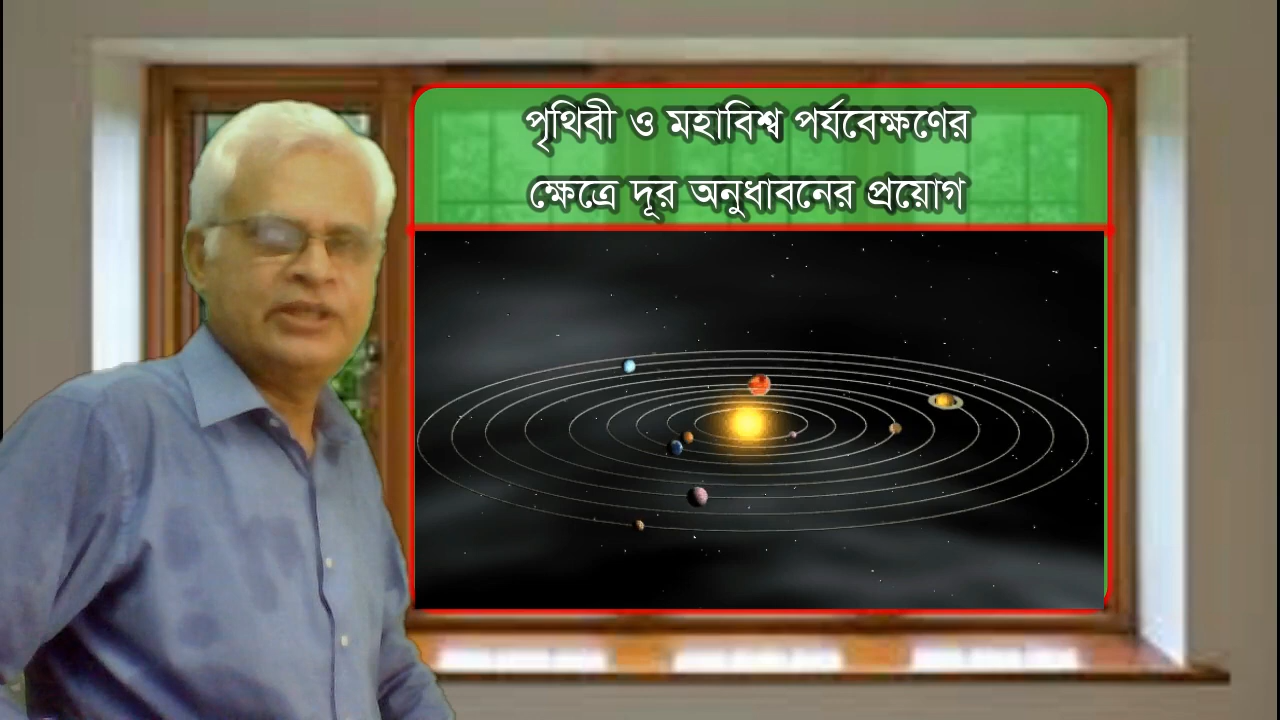 পৃথিবী ও মহাবিশ্ব পর্যবেক্ষণের
ক্ষেত্রে দূর অনুধাবনের প্রয়োগ